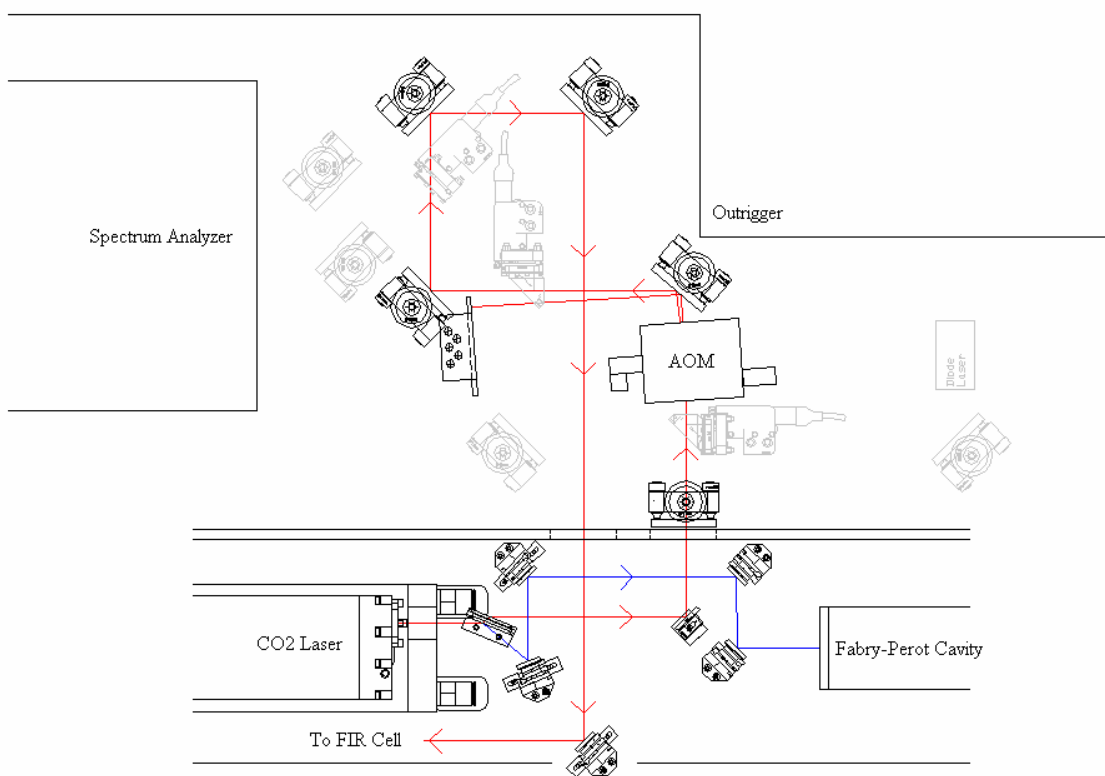 Outrigger
Spectrum Analyzer
AOM
Diode
Laser
CO2 Laser
Fabry-Perot Cavity
To FIR Cell